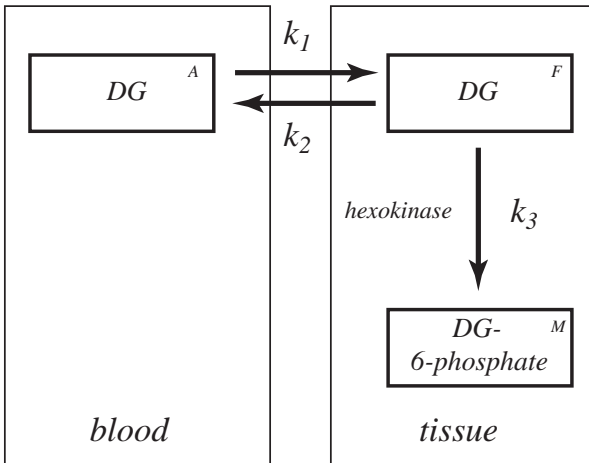 k1
DG A
DG F
k2
hexokinase
k3
DG-
6-phosphate M
blood
tissue